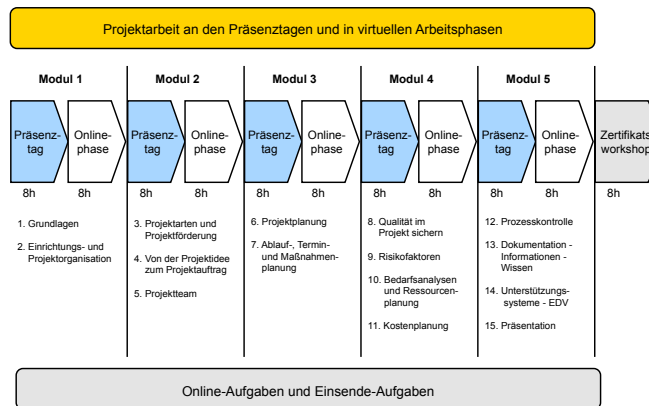 Projektarbeit an den Präsenztagen und in virtuellen Arbeitsphasen
Modul 1
Modul 2
Modul 3
Modul 4
Modul 5
Präsenz-
tag
Online-
phase
Präsenz-
tag
Online-
phase
Präsenz-
tag
Online-
phase
Präsenz-
tag
Online-
phase
Präsenz-
tag
Online-
phase
Zertifikats
workshop
8h
8h
8h
8h
8h
8h
8h
8h
8h
8h
8h
1. Grundlagen
2. Einrichtungs- und
Projektorganisation
3. Projektarten und
Projektförderung
4. Von der Projektidee
zum Projektauftrag
5. Projektteam
6. Projektplanung
7. Ablauf-, Termin-
und Maßnahmen-
planung
8. Qualität im
Projekt sichern
9. Risikofaktoren
10. Bedarfsanalysen
und Ressourcen-
planung
11. Kostenplanung
12. Prozesskontrolle
13. Dokumentation -
Informationen -
Wissen
14. Unterstützungs-
systeme - EDV
15. Präsentation
Online-Aufgaben und Einsende-Aufgaben